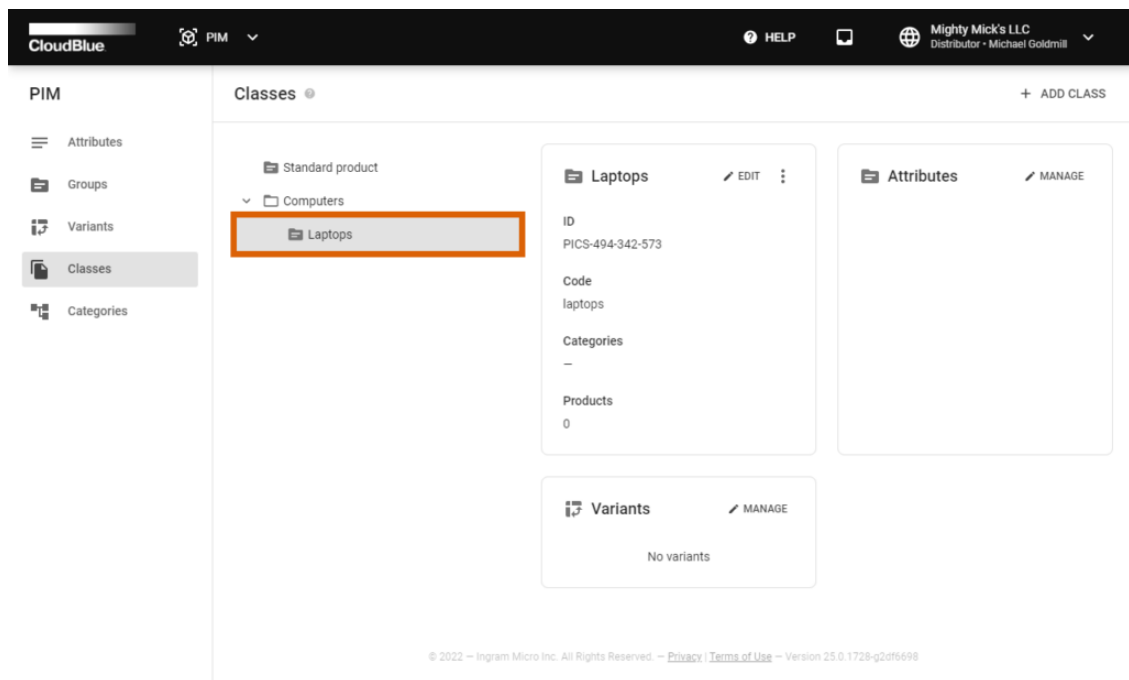 CloudBlue
PIM
HELP
Mighty Mick's LLC
Distributor • Michael Goldmill
PIM
Attributes
Groups
Variants
Classes
Categories
Classes
+ ADD CLASS
Standard product
Computers
Laptops
Laptops
EDIT
ID
PICS-494-342-573
Code
laptops
Categories
—
Products
0
Attributes
MANAGE
Variants
MANAGE
No variants
© 2022 — Ingram Micro Inc. All Rights Reserved. — Privacy | Terms of Use — Version 25.0.1728-g2df6698